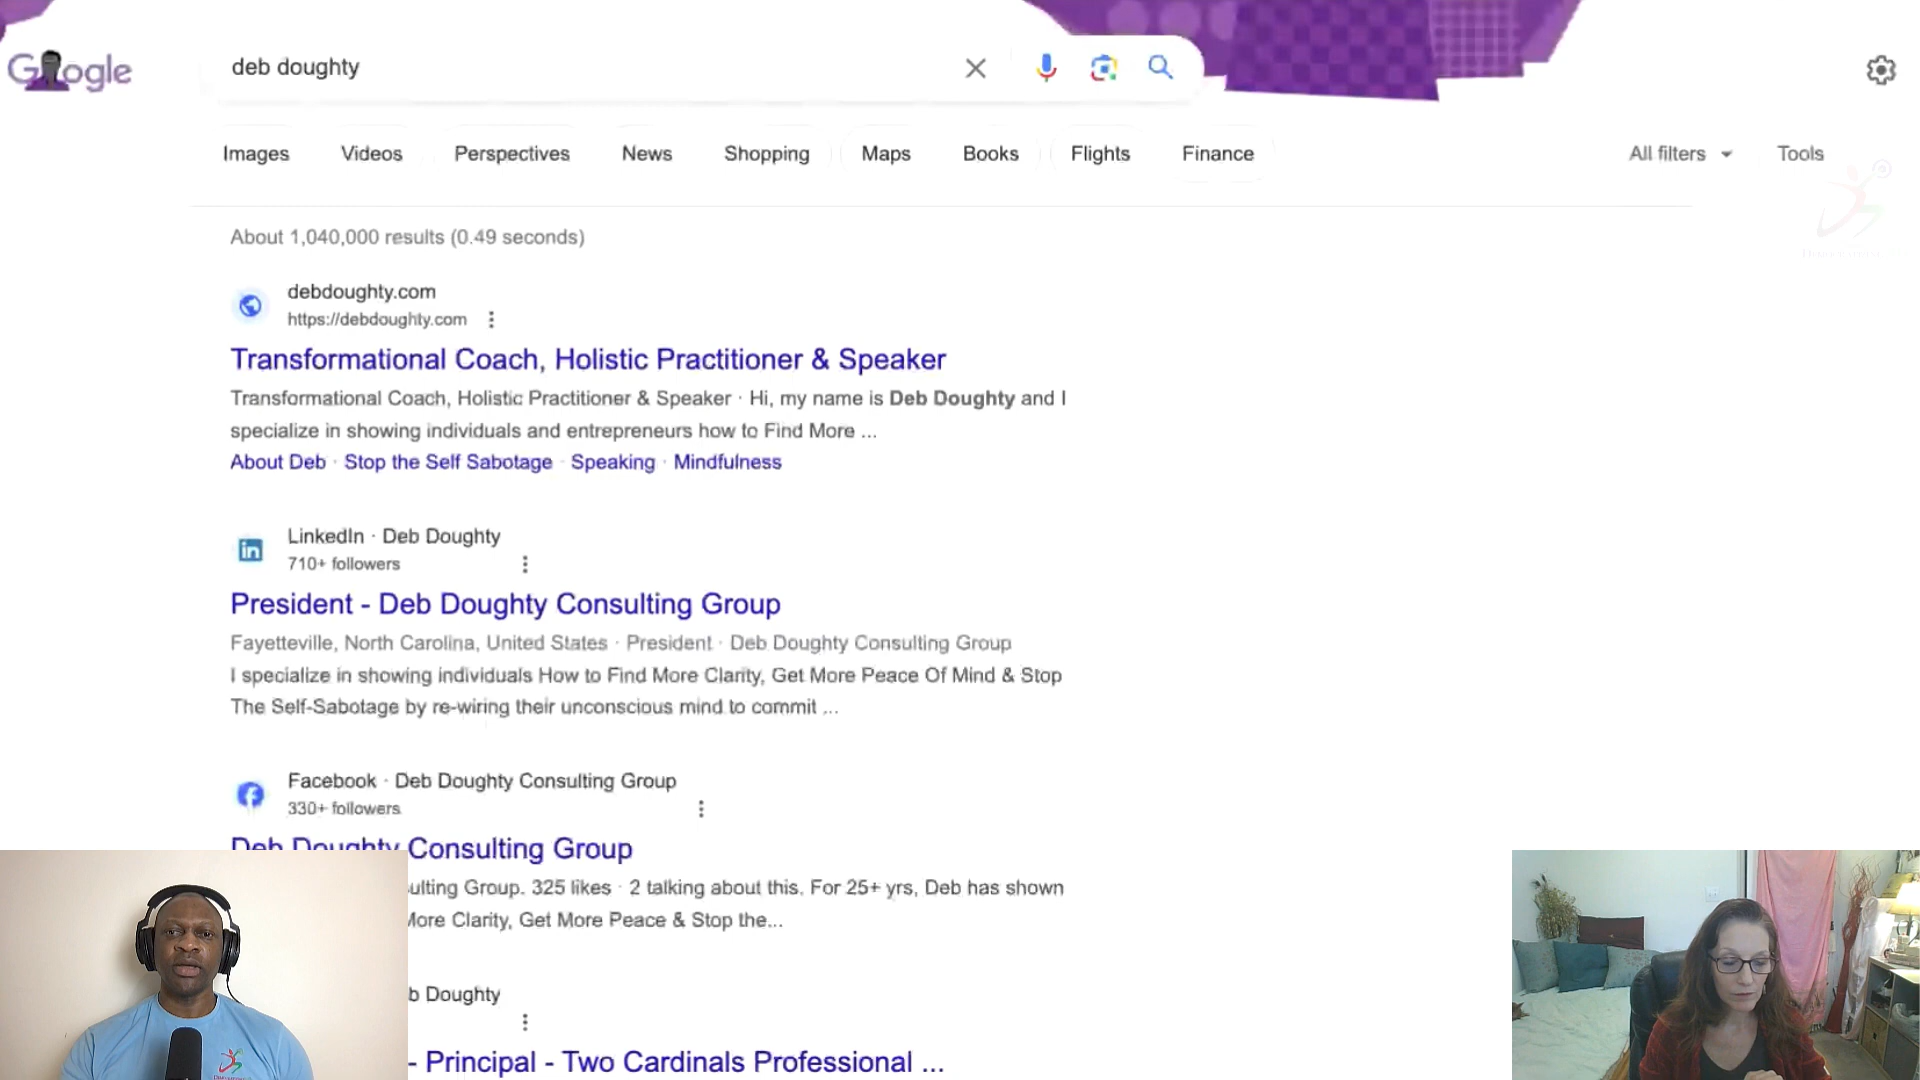 Google
deb doughty
Images Videos Perspectives News Shopping Maps Books Flights Finance All filters Tools
About 1,040,000 results (0.49 seconds)
debdoughty.com
https://debdoughty.com
Transformational Coach, Holistic Practitioner & Speaker
Transformational Coach, Holistic Practitioner & Speaker · Hi, my name is Deb Doughty and I
specialize in showing individuals and entrepreneurs how to Find More ...
About Deb · Stop the Self Sabotage · Speaking · Mindfulness
LinkedIn · Deb Doughty
710+ followers
President - Deb Doughty Consulting Group
Fayetteville, North Carolina, United States · President · Deb Doughty Consulting Group
I specialize in showing individuals How to Find More Clarity, Get More Peace Of Mind & Stop
The Self-Sabotage by re-wiring their unconscious mind to commit ...
Facebook · Deb Doughty Consulting Group
330+ followers
Deb Doughty Consulting Group
ulting Group. 325 likes · 2 talking about this. For 25+ yrs, Deb has shown
More Clarity, Get More Peace & Stop the...
b Doughty
- Principal - Two Cardinals Professional ...